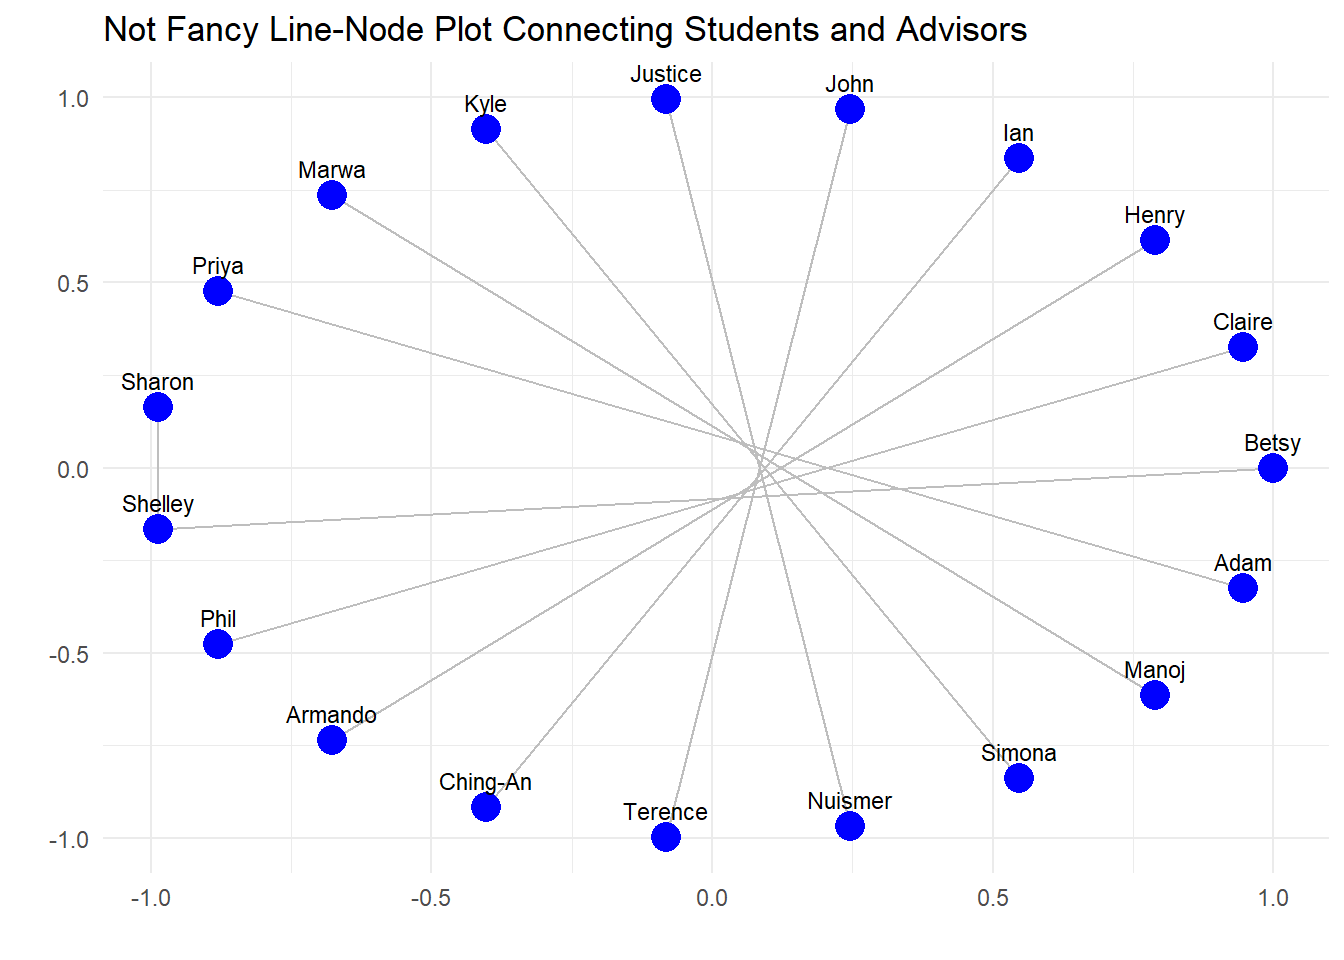 Not Fancy Line-Node Plot Connecting Students and Advisors
Justice
John
Kyle
Ian
Marwa
Henry
Priya
Claire
Sharon
Betsy
Shelley
Adam
Phil
Manoj
Armando
Simona
Ching-An
Nuismer
Terence
1.0
0.5
0.0
-0.5
-1.0
-1.0 -0.5 0.0 0.5 1.0